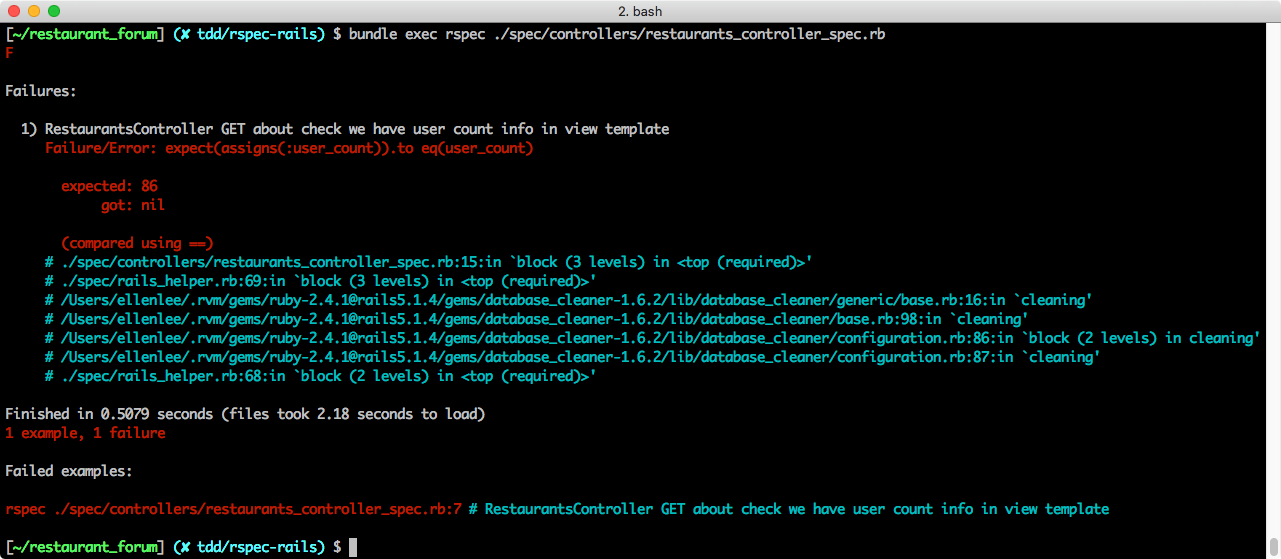 2. bash
[~/restaurant_forum] (✘ tdd/rspec-rails) $ bundle exec rspec ./spec/controllers/restaurants_controller_spec.rb
F
Failures:
1) RestaurantsController GET about check we have user count info in view template
Failure/Error: expect(assigns(:user_count)).to eq(user_count)
expected: 86
got: nil
(compared using ==)
# ./spec/controllers/restaurants_controller_spec.rb:15:in `block (3 levels) in <top (required)>'
# ./spec/rails_helper.rb:69:in `block (3 levels) in <top (required)>'
# /Users/ellenlee/.rvm/gems/ruby-2.4.1@rails5.1.4/gems/database_cleaner-1.6.2/lib/database_cleaner/generic/base.rb:16:in `cleaning'
# /Users/ellenlee/.rvm/gems/ruby-2.4.1@rails5.1.4/gems/database_cleaner-1.6.2/lib/database_cleaner/base.rb:98:in `cleaning'
# /Users/ellenlee/.rvm/gems/ruby-2.4.1@rails5.1.4/gems/database_cleaner-1.6.2/lib/database_cleaner/configuration.rb:86:in `block (2 levels) in cleaning'
# /Users/ellenlee/.rvm/gems/ruby-2.4.1@rails5.1.4/gems/database_cleaner-1.6.2/lib/database_cleaner/configuration.rb:87:in `cleaning'
# ./spec/rails_helper.rb:68:in `block (2 levels) in <top (required)>'
Finished in 0.5079 seconds (files took 2.18 seconds to load)
1 example, 1 failure
Failed examples:
rspec ./spec/controllers/restaurants_controller_spec.rb:7 # RestaurantsController GET about check we have user count info in view template
[~/restaurant_forum] (✘ tdd/rspec-rails) $